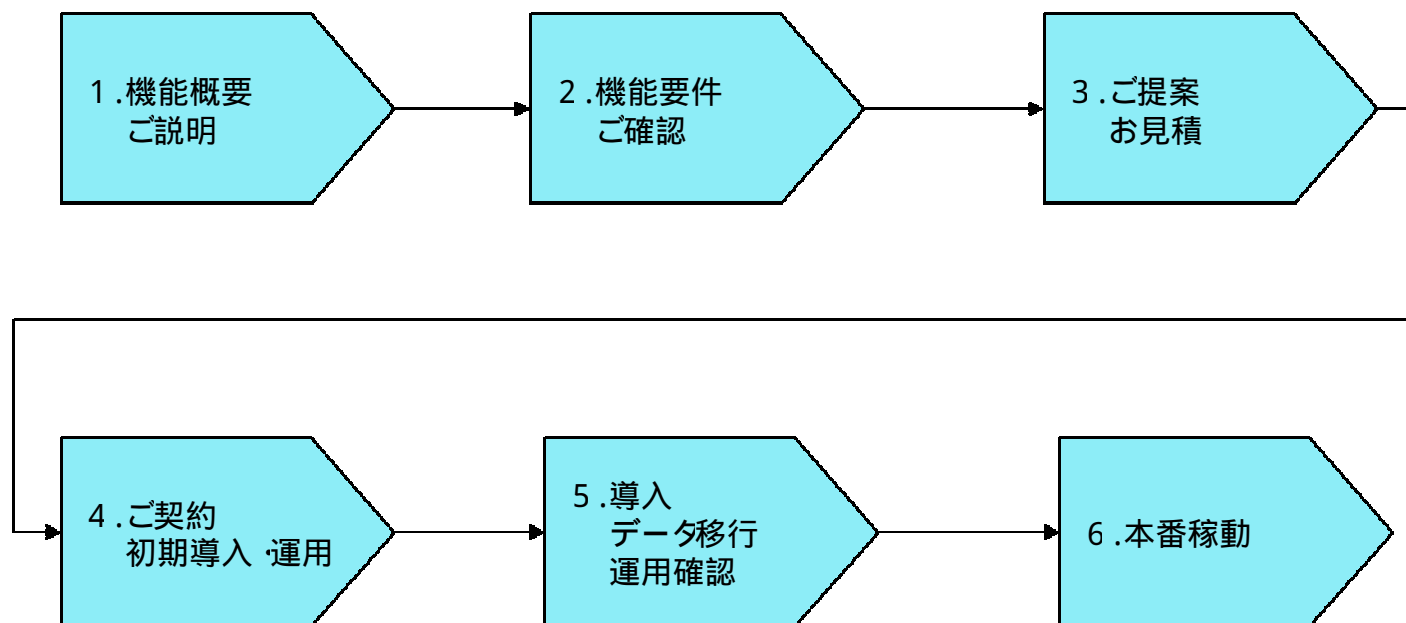 1.機能概要
ご説明
2.機能要件
ご確認
3.ご提案
お見積
4.ご契約
初期導入・運用
5.導入
データ移行
運用確認
6.本番稼動